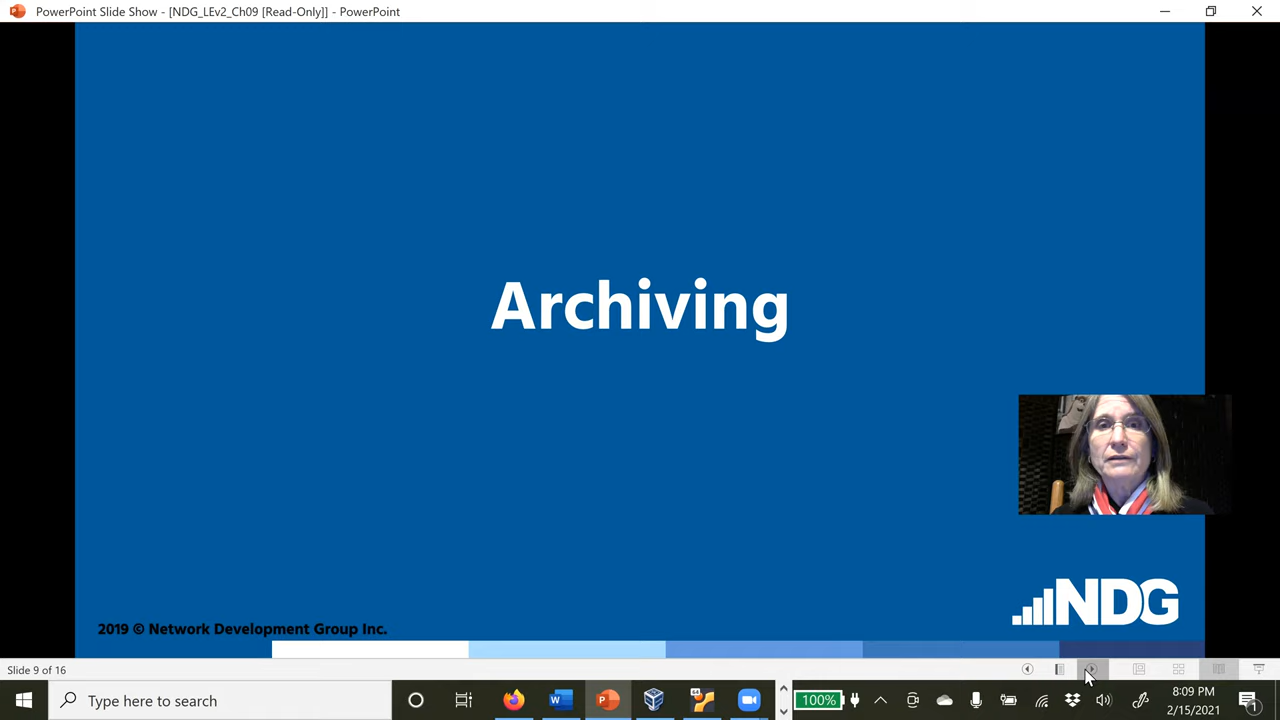 PowerPoint Slide Show - [NDG_LEv2_Ch09 [Read-Only]] - PowerPoint
Archiving
NDG
2019 © Network Development Group Inc.
Slide 9 of 16
Type here to search
100%
8:09 PM
2/15/2021
1